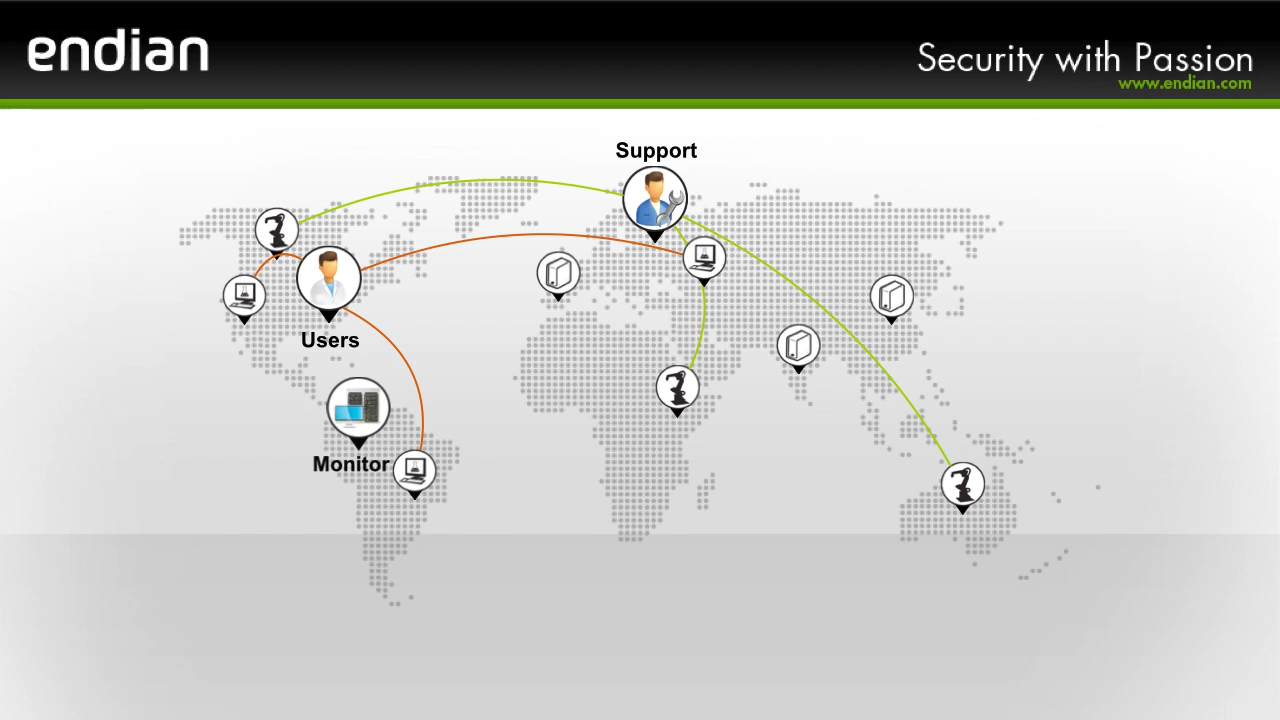 endian
Security with Passion
www.endian.com
Support
Users
Monitor